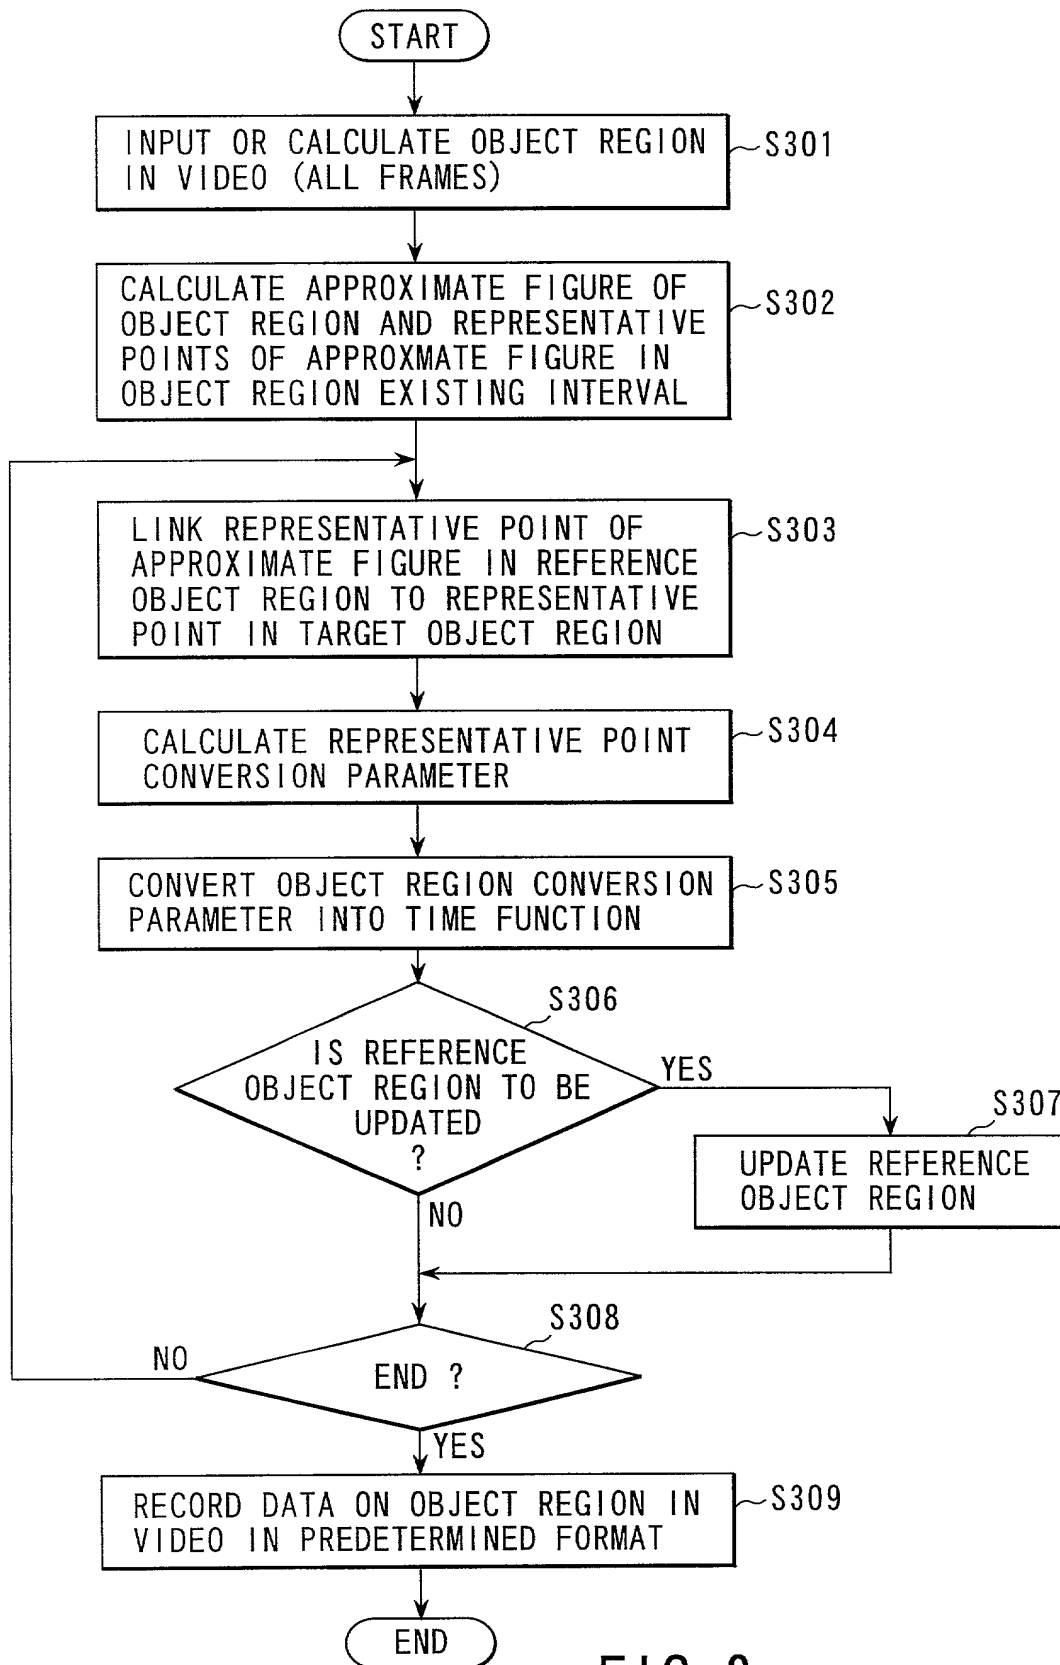 START
INPUT OR CALCULATE OBJECT REGION
IN VIDEO (ALL FRAMES)
S301
CALCULATE APPROXIMATE FIGURE OF
OBJECT REGION AND REPRESENTATIVE
POINTS OF APPROXMATE FIGURE IN
OBJECT REGION EXISTING INTERVAL
S302
LINK REPRESENTATIVE POINT OF
APPROXIMATE FIGURE IN REFERENCE
OBJECT REGION TO REPRESENTATIVE
POINT IN TARGET OBJECT REGION
S303
CALCULATE REPRESENTATIVE POINT
CONVERSION PARAMETER
S304
CONVERT OBJECT REGION CONVERSION
PARAMETER INTO TIME FUNCTION
S305
S306
IS REFERENCE
OBJECT REGION TO BE
UPDATED
?
YES
S307
UPDATE REFERENCE
OBJECT REGION
NO
S308
NO
END ?
YES
RECORD DATA ON OBJECT REGION IN
VIDEO IN PREDETERMINED FORMAT
S309
END